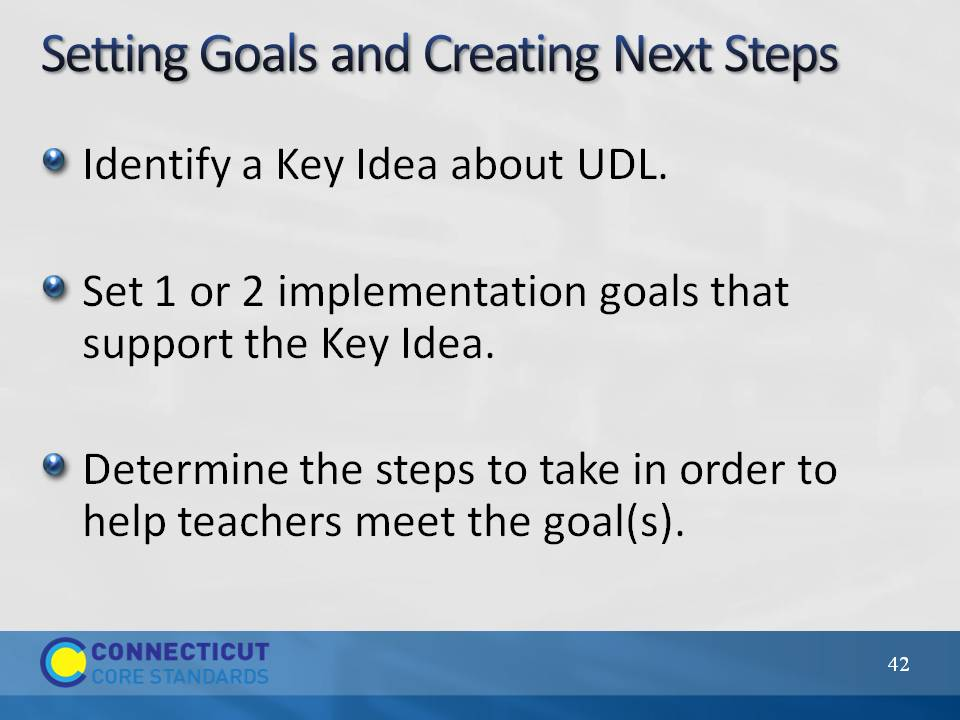 Setting Goals and Creating Next Steps
Identify a Key Idea about UDL.
Set 1 or 2 implementation goals that
support the Key Idea.
Determine the steps to take in order to
help teachers meet the goal(s).
CONNECTICUT
CORE STANDARDS
42